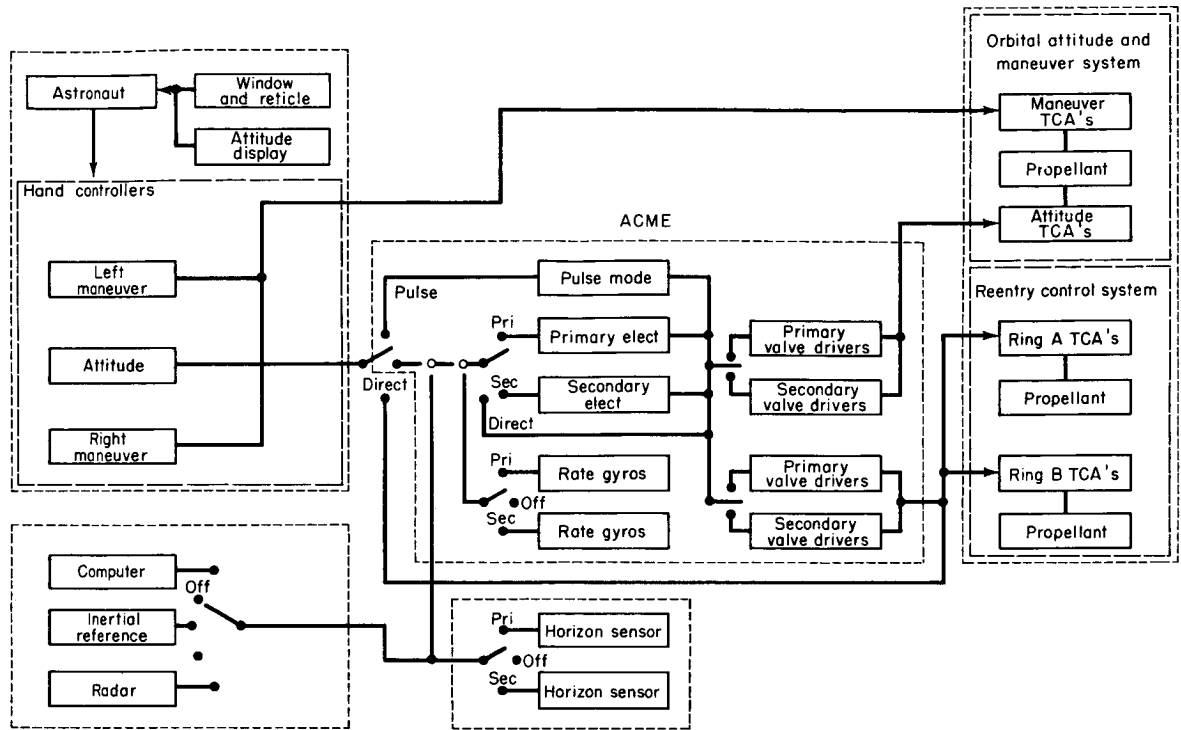 Orbital attitude and
maneuver system
Astronaut
Window
and reticle
Attitude
display
Maneuver
TCA's
Propellant
Attitude
TCA's
Hand controllers
ACME
Left
maneuver
Attitude
Right
maneuver
Pulse
Direct
Pulse mode
Pri
Primary elect
Sec
Secondary
elect
Direct
Pri
Rate gyros
Off
Sec
Rate gyros
Primary
valve drivers
Secondary
valve drivers
Primary
valve drivers
Secondary
valve drivers
Reentry control system
Ring A TCA's
Propellant
Ring B TCA's
Propellant
Computer
Off
Inertial
reference
Radar
Pri
Horizon sensor
Off
Sec
Horizon sensor